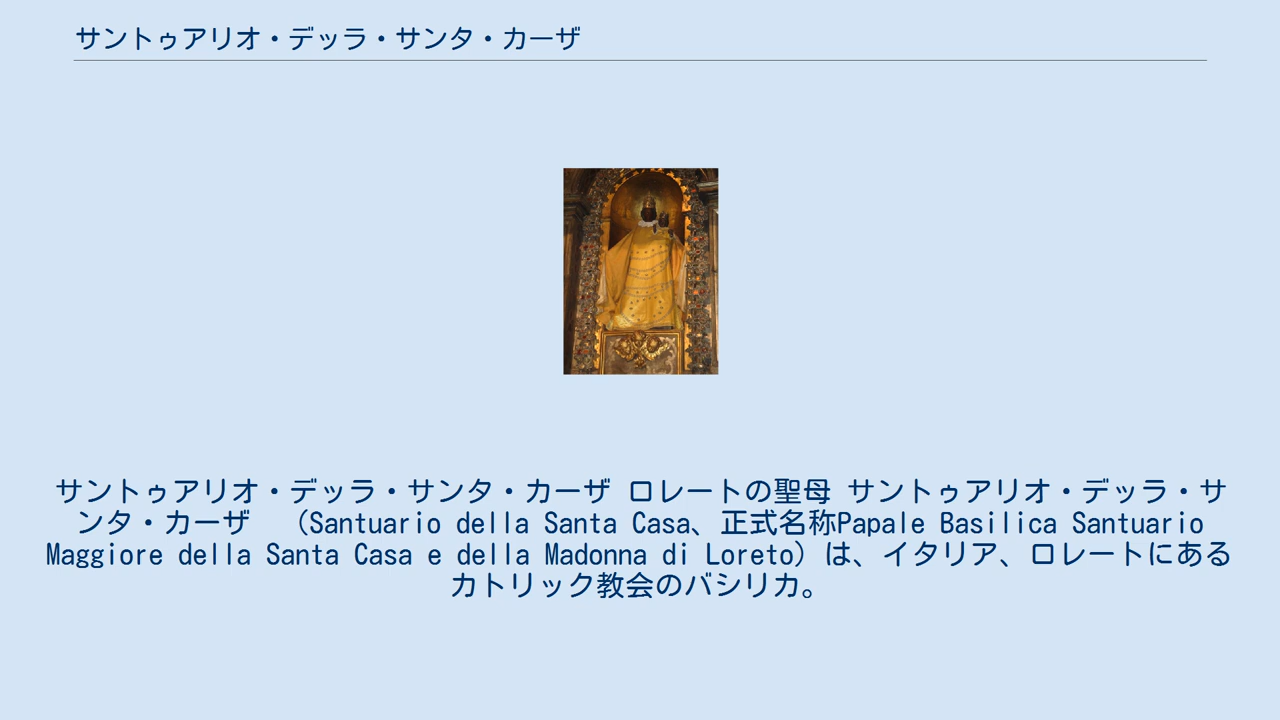 サントゥアリオ・デッラ・サンタ・カーザ
サントゥアリオ・デッラ・サンタ・カーザ ロレートの聖母 サントゥアリオ・デッラ・サ
ンタ・カーザ　（Santuario della Santa Casa、正式名称Papale Basilica Santuario
Maggiore della Santa Casa e della Madonna di Loreto）は、イタリア、ロレートにある
カトリック教会のバシリカ。